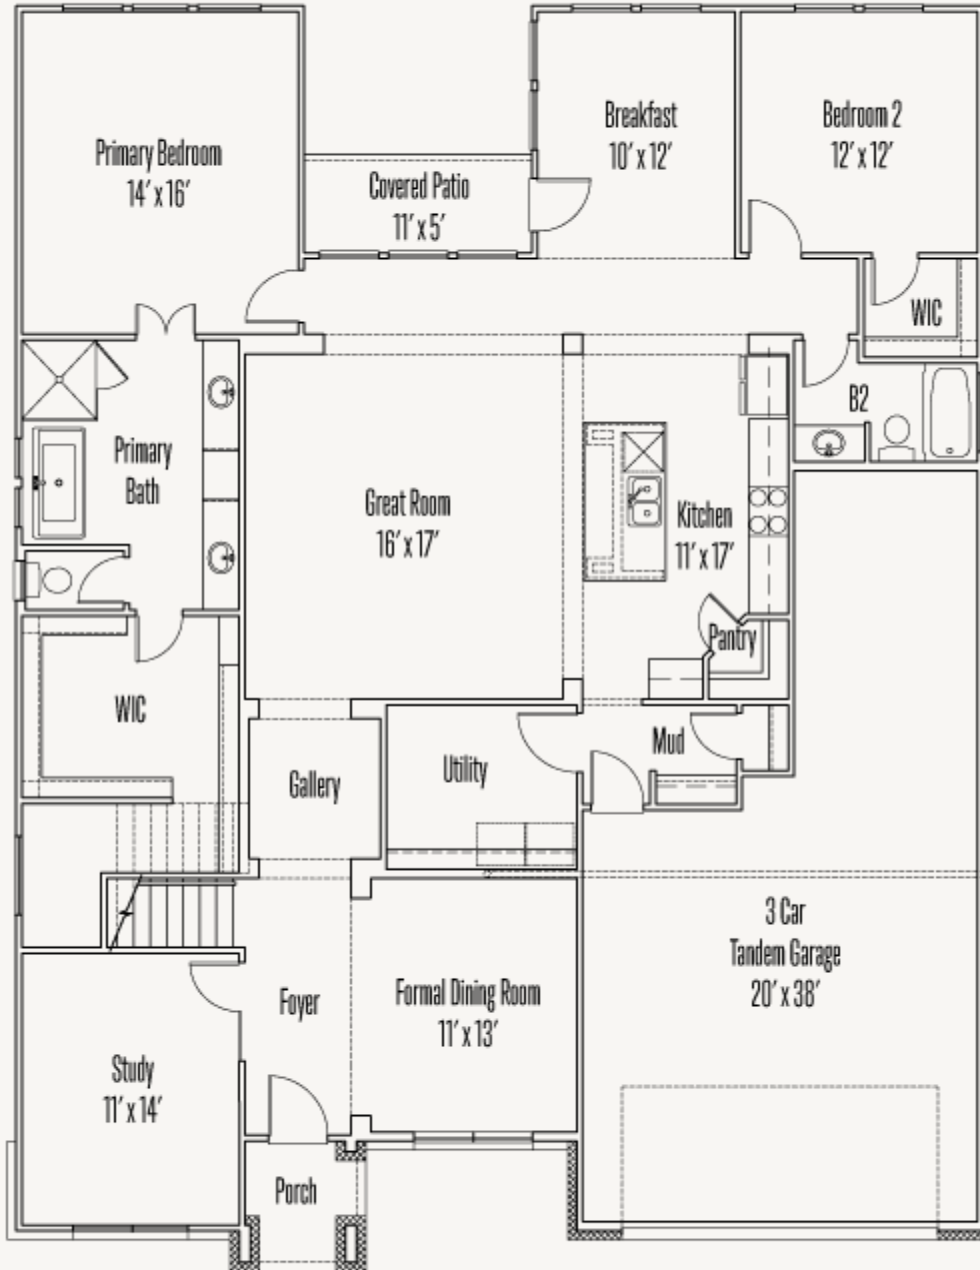 Primary Bedroom
14' x 16'
Covered Patio
11' x 5'
Breakfast
10' x 12'
Bedroom 2
12' x 12'
WIC
B2
Primary
Bath
Great Room
16' x 17'
Kitchen
11' x 17'
Pantry
WIC
Gallery
Utility
Mud
3 Car
Tandem Garage
20' x 38'
Foyer
Formal Dining Room
11' x 13'
Study
11' x 14'
Porch